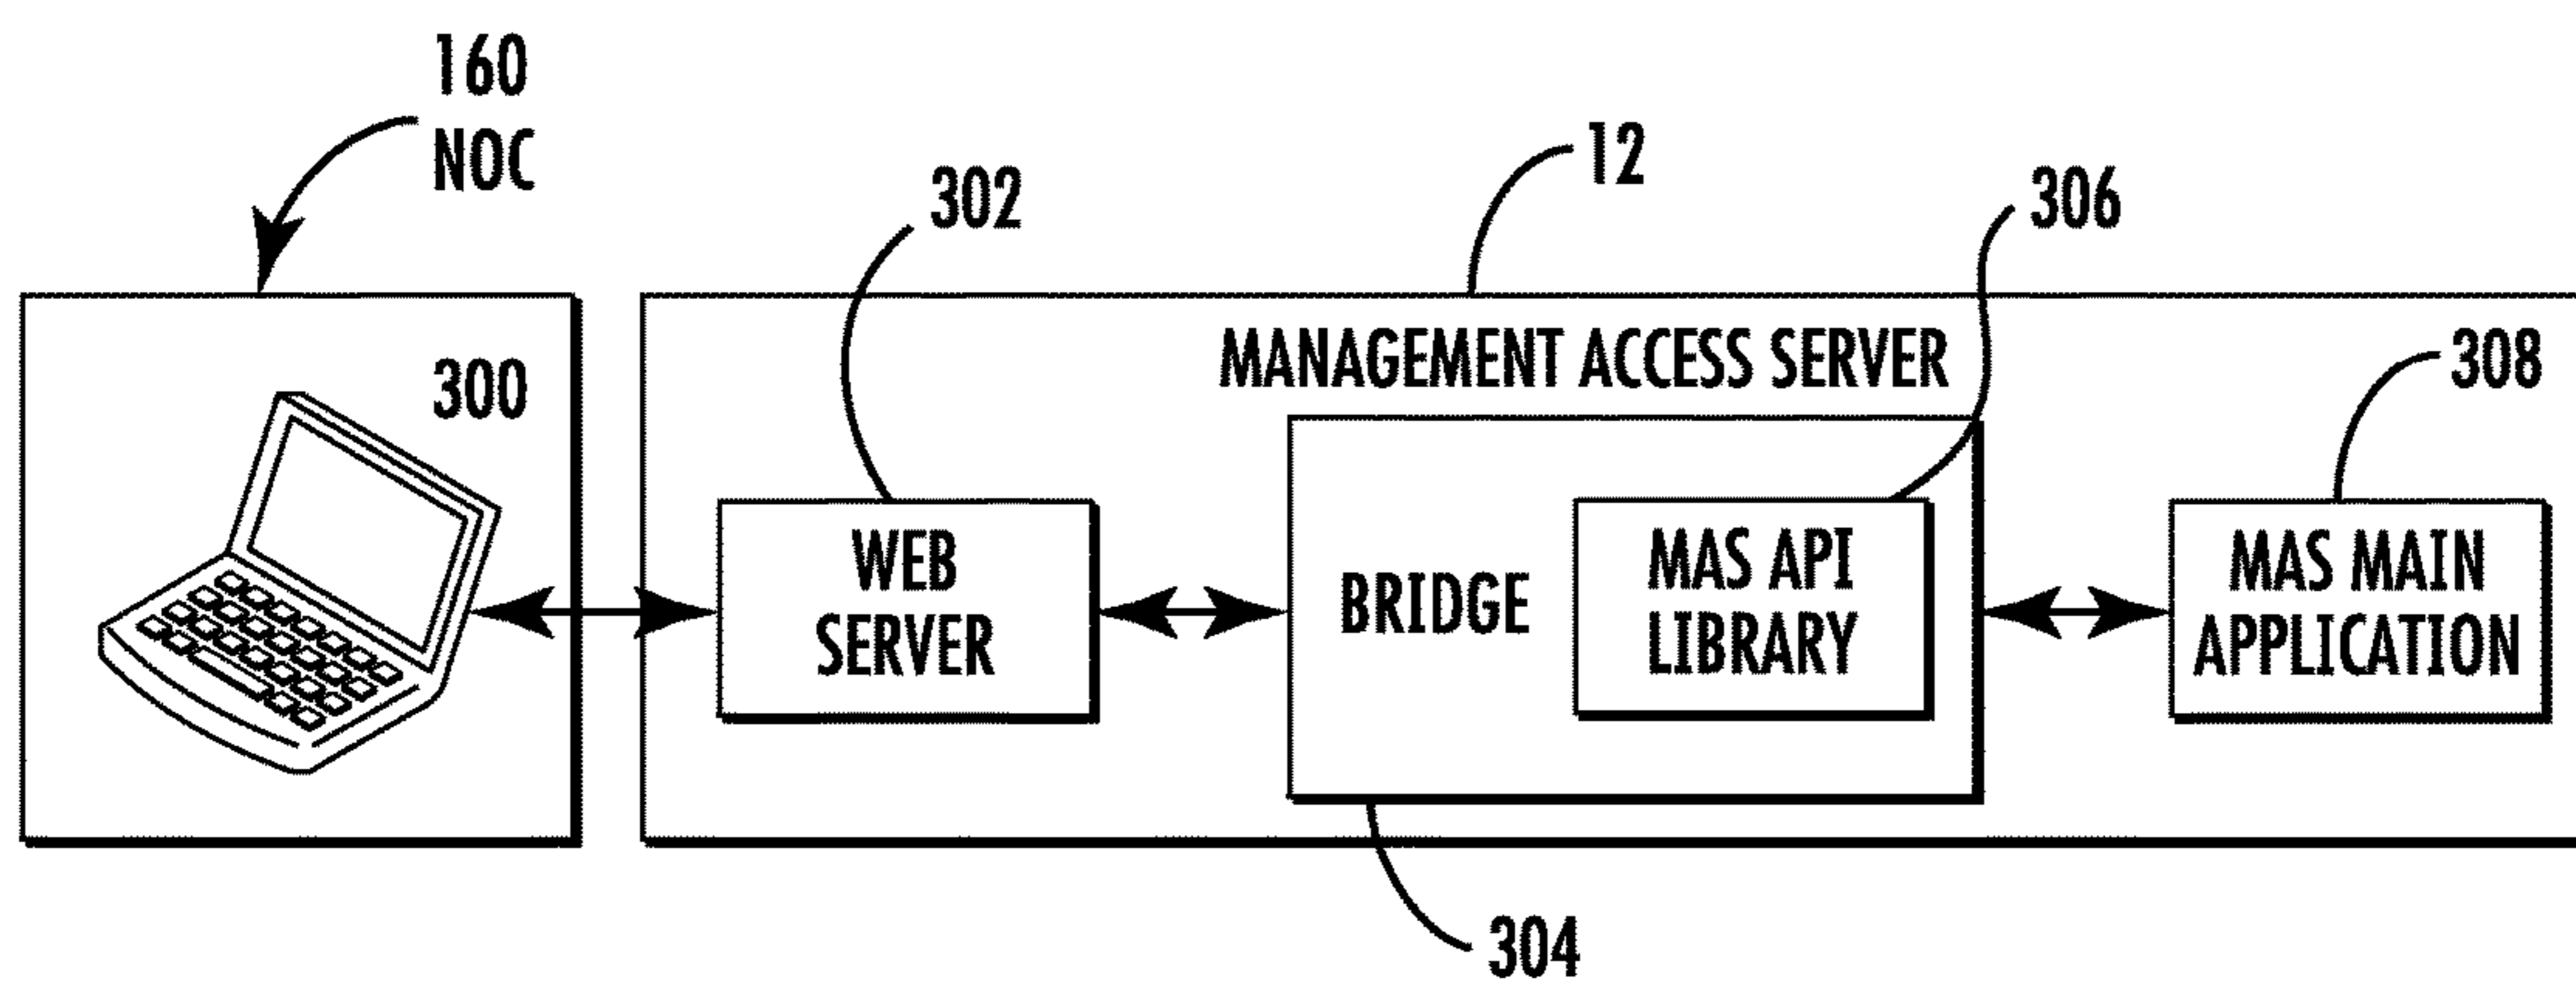 160
NOC
302
12
306
MANAGEMENT ACCESS SERVER
308
300
WEB
SERVER
BRIDGE
MAS API
LIBRARY
MAS MAIN
APPLICATION
304